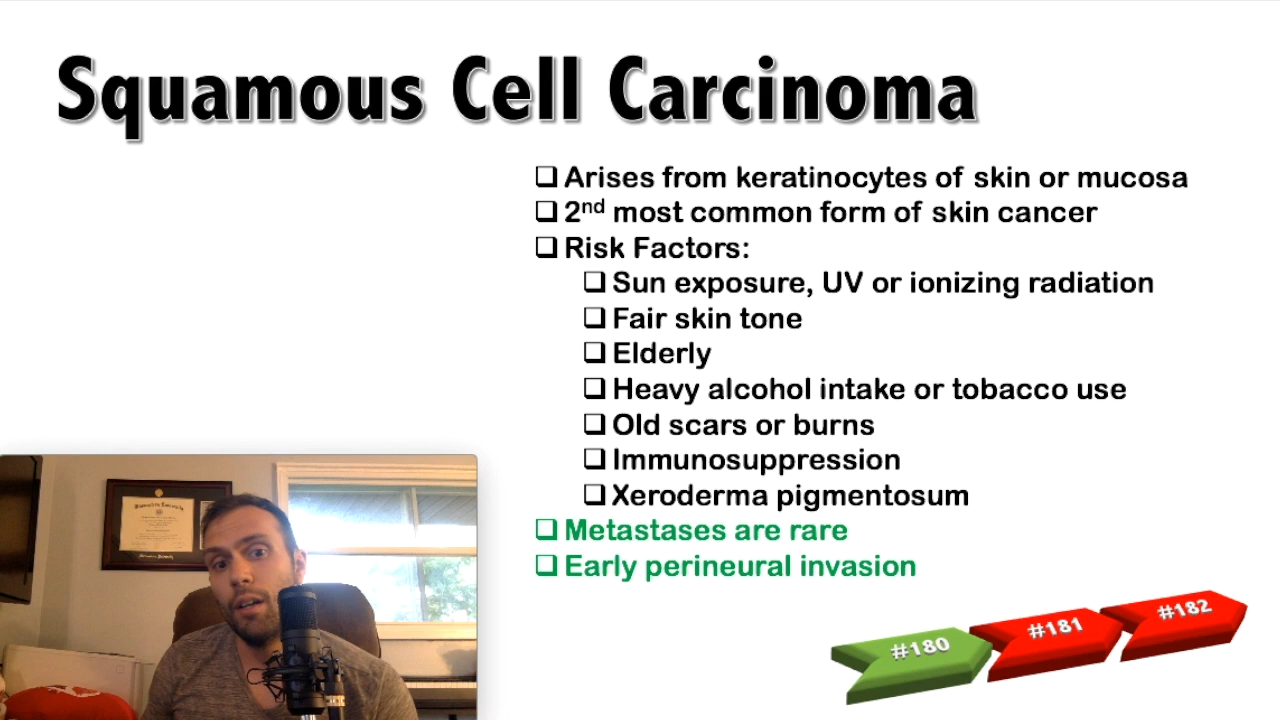 Squamous Cell Carcinoma
❑ Arises from keratinocytes of skin or mucosa
❑ 2nd most common form of skin cancer
❑ Risk Factors:
❑ Sun exposure, UV or ionizing radiation
❑ Fair skin tone
❑ Elderly
❑ Heavy alcohol intake or tobacco use
❑ Old scars or burns
❑ Immunosuppression
❑ Xeroderma pigmentosum
❑ Metastases are rare
❑ Early perineural invasion
#180
#181
#182